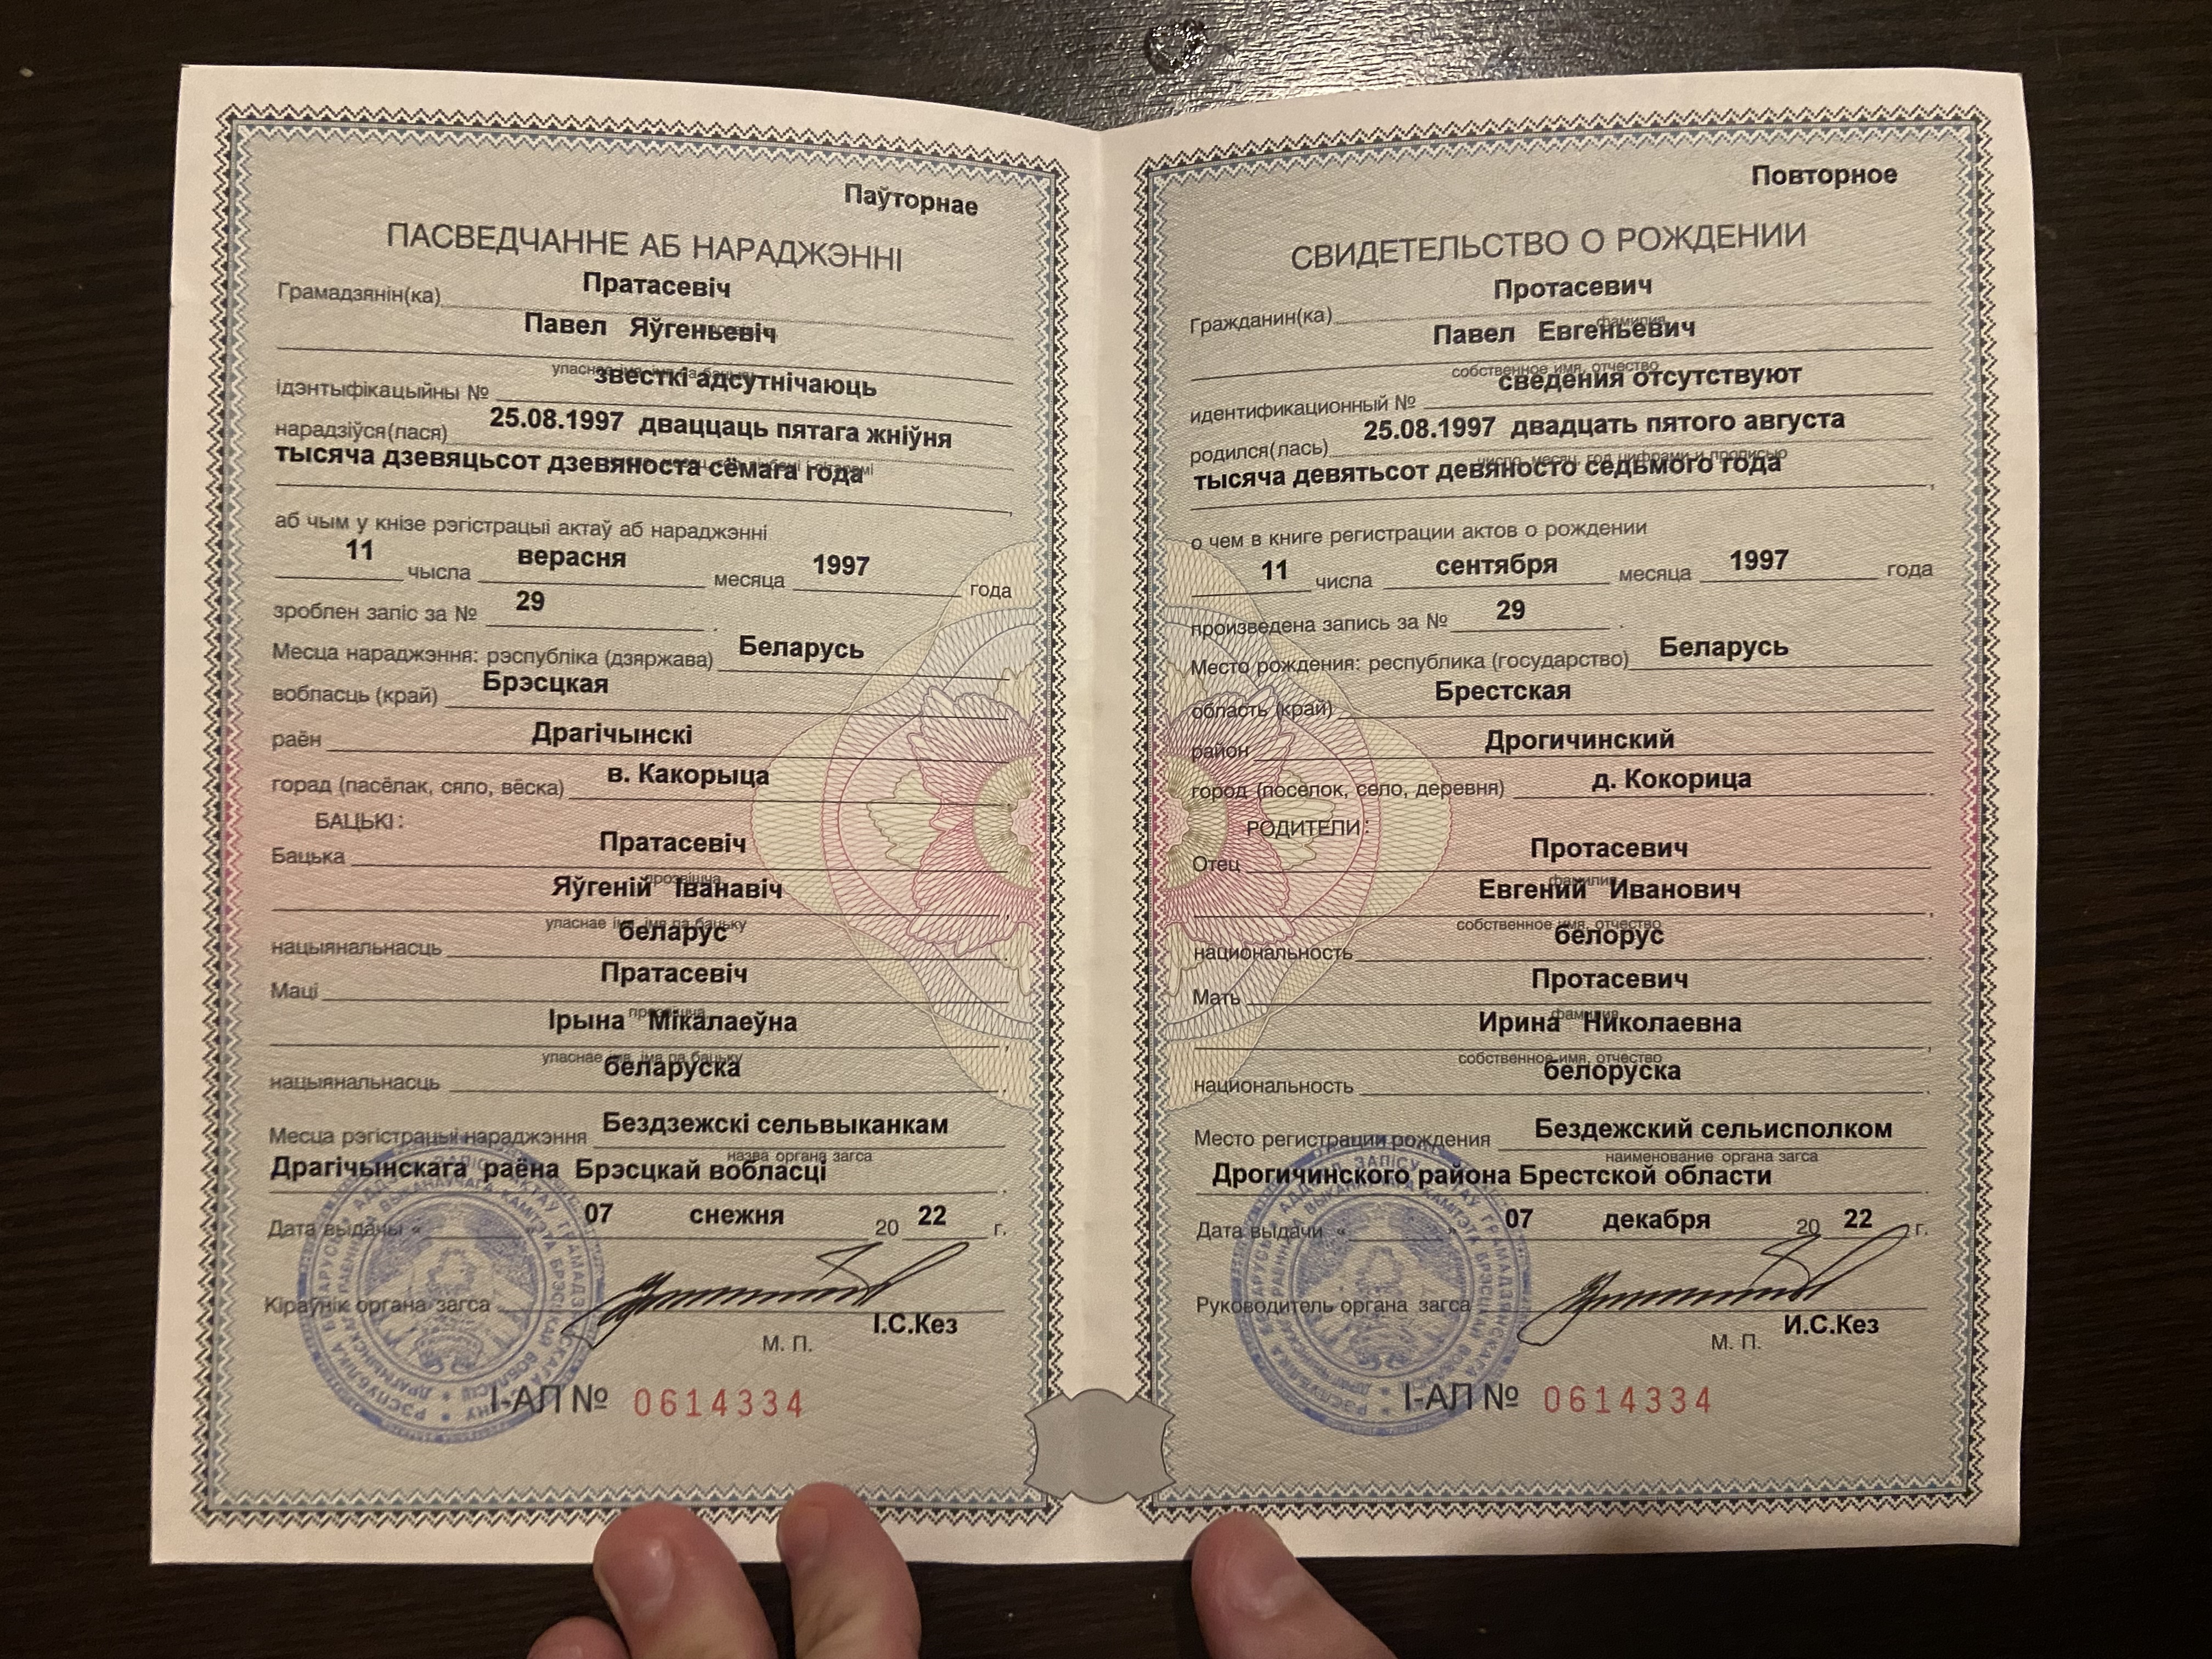 Паўторнае
ПАСВЕДЧАННЕ АБ НАРАДЖЭННІ
Пратасевіч
Грамадзянін(ка)
Павел Яўгеньевіч
уласнае імя, імя па бацьку
звесткі адсутнічаюць
ідэнтыфікацыйны №
25.08.1997 дваццаць пятага жніўня
нарадзіўся(лася)
тысяча дзевяцьсот дзевяноста сёмага года
аб чым у кнізе рэгістрацыі актаў аб нараджэнні
11 чысла верасня месяца 1997 года
зроблен запіс за № 29.
Месца нараджэння: рэспубліка (дзяржава) Беларусь
вобласць (край) Брэсцкая
раён Драгічынскі
горад (пасёлак, сяло, вёска) в. Какорыца
БАЦЬКІ:
Бацька Пратасевіч
прозвішча
Яўгеній Іванавіч
уласнае імя, імя па бацьку
беларус
нацыянальнасць
Маці Пратасевіч
прозвішча
Ірына Мікалаеўна
уласнае імя, імя па бацьку
беларуска
нацыянальнасць
Месца рэгістрацыі нараджэння Бездзежскі сельвыканкам
назва органа загса
Драгічынскага раёна Брэсцкай вобласці
Дата выдачы « 07 » снежня 20 22 г.
Кіраўнік органа загса
І.С.Кез
М. П.
І-АП № 0614334
Повторное
СВИДЕТЕЛЬСТВО О РОЖДЕНИИ
Протасевич
Гражданин(ка)
фамилия
Павел Евгеньевич
собственное имя, отчество
сведения отсутствуют
идентификационный №
25.08.1997 двадцать пятого августа
родился(лась)
число, месяц, год цифрами и прописью
тысяча девятьсот девяносто седьмого года
о чем в книге регистрации актов о рождении
11 числа сентября месяца 1997 года
произведена запись за № 29.
Место рождения: республика (государство) Беларусь
область (край) Брестская
район Дрогичинский
город (посёлок, село, деревня) д. Кокорица
РОДИТЕЛИ:
Отец Протасевич
фамилия
Евгений Иванович
собственное имя, отчество
белорус
национальность
Мать Протасевич
фамилия
Ирина Николаевна
собственное имя, отчество
белоруска
национальность
Место регистрации рождения Бездежский сельисполком
наименование органа загса
Дрогичинского района Брестской области
Дата выдачи « 07 » декабря 20 22 г.
Руководитель органа загса
И.С.Кез
М. П.
І-АП № 0614334